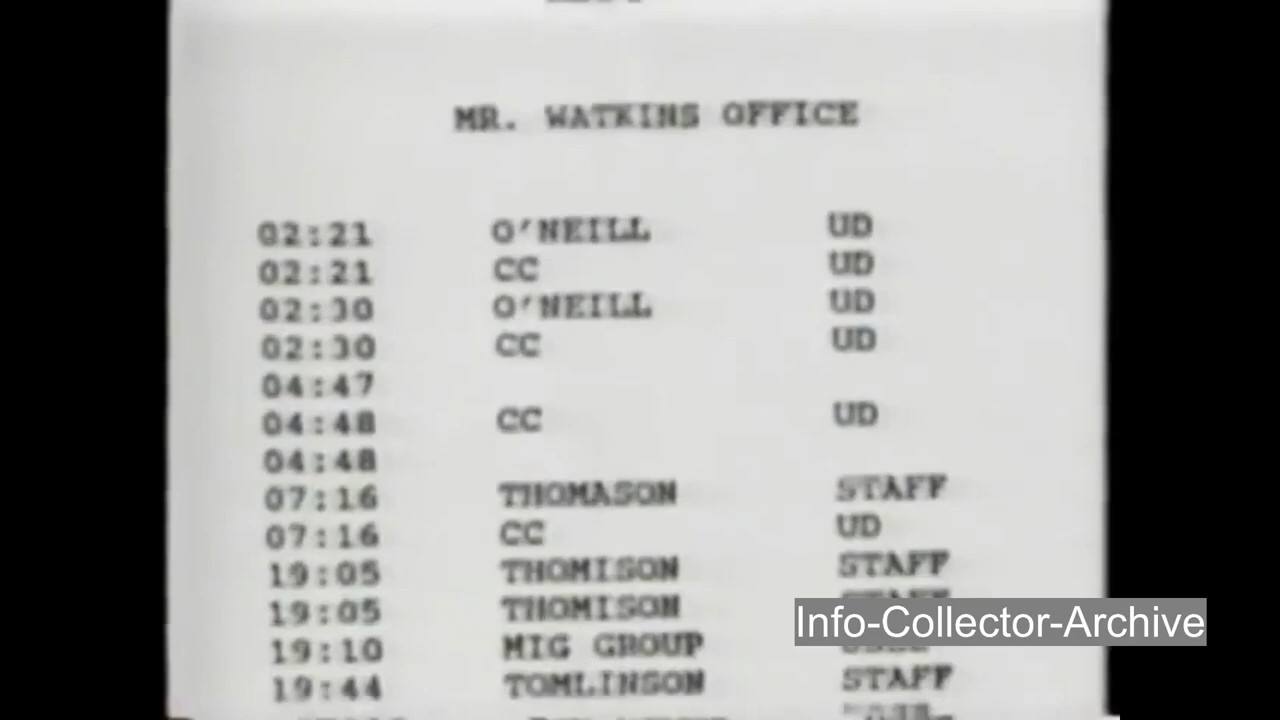 MR. WATKINS OFFICE
02:21 O'NEILL UD
02:21 CC UD
02:30 O'NEILL UD
02:30 CC UD
04:47
04:48 CC UD
04:48
07:16 THOMASON STAFF
07:16 CC UD
19:05 THOMISON STAFF
19:05 THOMISON
Info-Collector-Archive
19:10 MIG GROUP
19:44 TOMLINSON STAFF